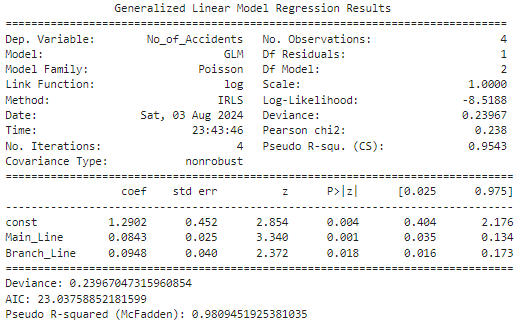 Generalized Linear Model Regression Results
==============================================================================
Dep. Variable:        No_of_Accidents   No. Observations:                    4
Model:                            GLM   Df Residuals:                        1
Model Family:                 Poisson   Df Model:                            2
Link Function:                    log   Scale:                          1.0000
Method:                          IRLS   Log-Likelihood:                -8.5188
Date:                Sat, 03 Aug 2024   Deviance:                      0.23967
Time:                        23:43:46   Pearson chi2:                    0.238
No. Iterations:                     4   Pseudo R-squ. (CS):             0.9543
Covariance Type:            nonrobust
==============================================================================
                  coef    std err          z      P>|z|      [0.025      0.975]
------------------------------------------------------------------------------
const           1.2902      0.452      2.854      0.004       0.404       2.176
Main_Line       0.0843      0.025      3.340      0.001       0.035       0.134
Branch_Line     0.0948      0.040      2.372      0.018       0.016       0.173
==============================================================================
Deviance: 0.23967047315960854
AIC: 23.03758852181599
Pseudo R-squared (McFadden): 0.9809451925381035